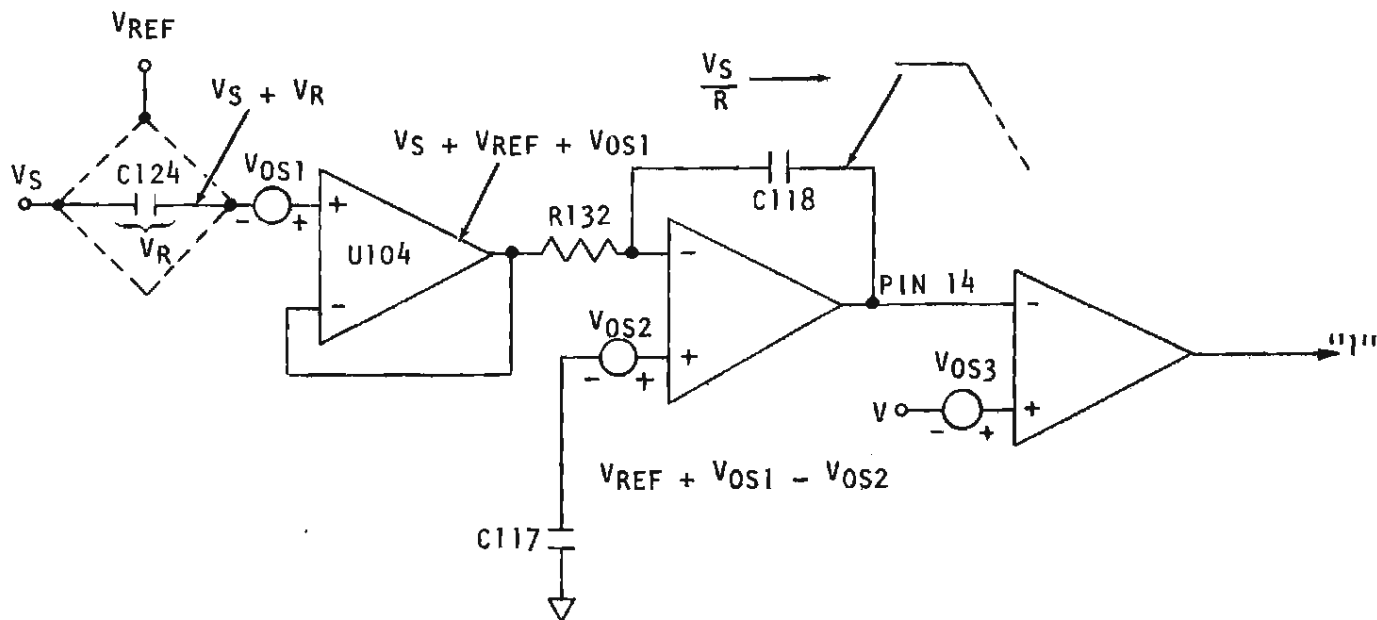 VREF
VS + VR
VS
C124
VR
VOS1
+
-
- +
U104
VS + VREF + VOS1
R132
VS
R
C118
-
+
VOS2
- +
PIN 14
-
+
VOS3
V
- +
"1"
VREF + VOS1 - VOS2
C117